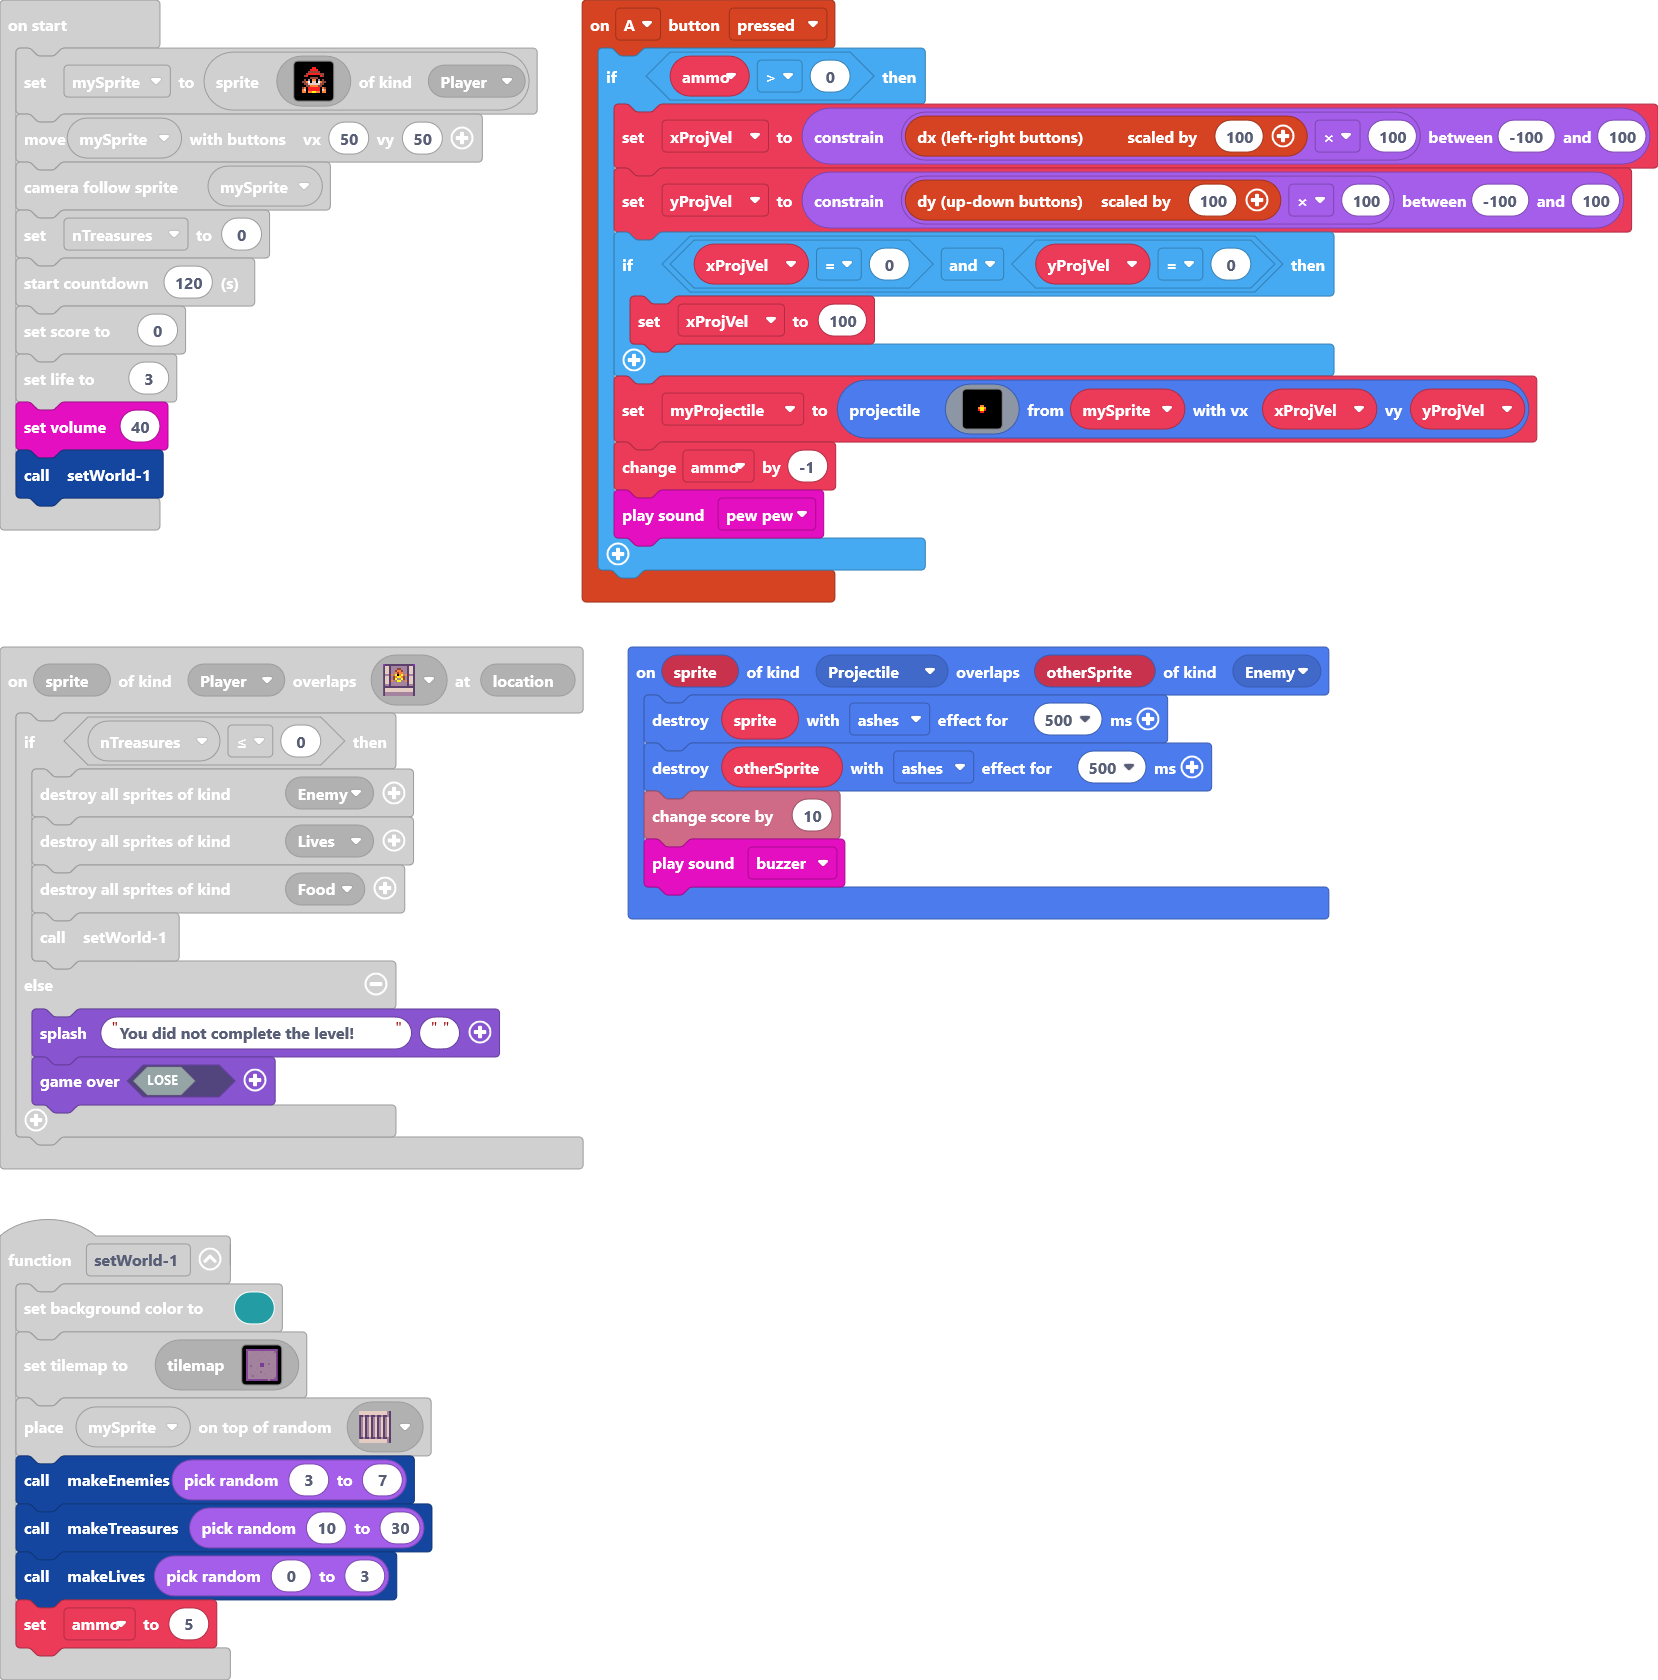 on start
set mySprite to sprite of kind Player
move mySprite with buttons vx 50 vy 50
camera follow sprite mySprite
set nTreasures to 0
start countdown 120 (s)
set score to 0
set life to 3
set volume 40
call setWorld-1
on A button pressed
if ammo > 0 then
set xProjVel to constrain dx (left-right buttons) scaled by 100 × 100 between -100 and 100
set yProjVel to constrain dy (up-down buttons) scaled by 100 × 100 between -100 and 100
if xProjVel = 0 and yProjVel = 0 then
set xProjVel to 100
set myProjectile to projectile from mySprite with vx xProjVel vy yProjVel
change ammo by -1
play sound pew pew
on sprite of kind Player overlaps at location
if nTreasures ≤ 0 then
destroy all sprites of kind Enemy
destroy all sprites of kind Lives
destroy all sprites of kind Food
call setWorld-1
else
splash "You did not complete the level!" " "
game over LOSE
on sprite of kind Projectile overlaps otherSprite of kind Enemy
destroy sprite with ashes effect for 500 ms
destroy otherSprite with ashes effect for 500 ms
change score by 10
play sound buzzer
function setWorld-1
set background color to
set tilemap to tilemap
place mySprite on top of random
call makeEnemies pick random 3 to 7
call makeTreasures pick random 10 to 30
call makeLives pick random 0 to 3
set ammo to 5